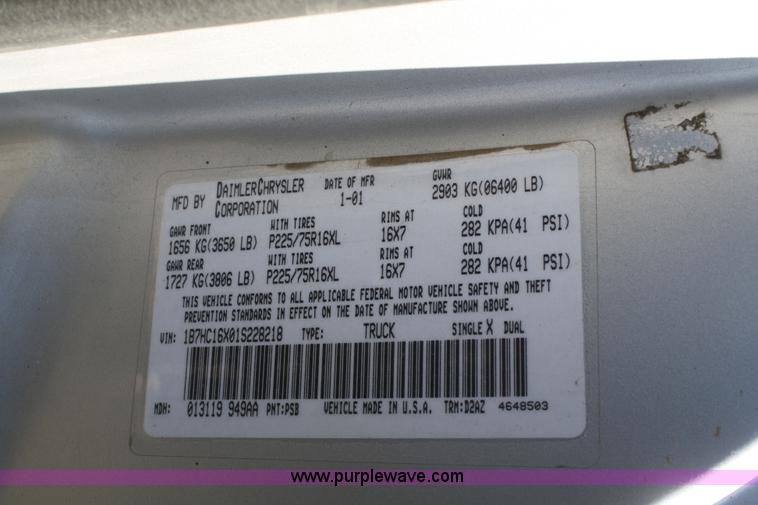 MFD BY DAIMLERCHRYSLER CORPORATION DATE OF MFR 1-01 GVWR 2903 KG(06400 LB)
GAWR FRONT WITH TIRES RIMS AT COLD
1656 KG(3650 LB) P225/75R16XL 16X7 282 KPA(41 PSI)
GAWR REAR WITH TIRES RIMS AT COLD
1727 KG(3806 LB) P225/75R16XL 16X7 282 KPA(41 PSI)
THIS VEHICLE CONFORMS TO ALL APPLICABLE FEDERAL MOTOR VEHICLE SAFETY AND THEFT
PREVENTION STANDARDS IN EFFECT ON THE DATE OF MANUFACTURE SHOWN ABOVE.
VIN: 1B7HC16X01S228218 TYPE: TRUCK SINGLE X DUAL
MDH: 013119 949AA PNT:PSB VEHICLE MADE IN U.S.A. TRM:D2AZ 4648503
www.purplewave.com